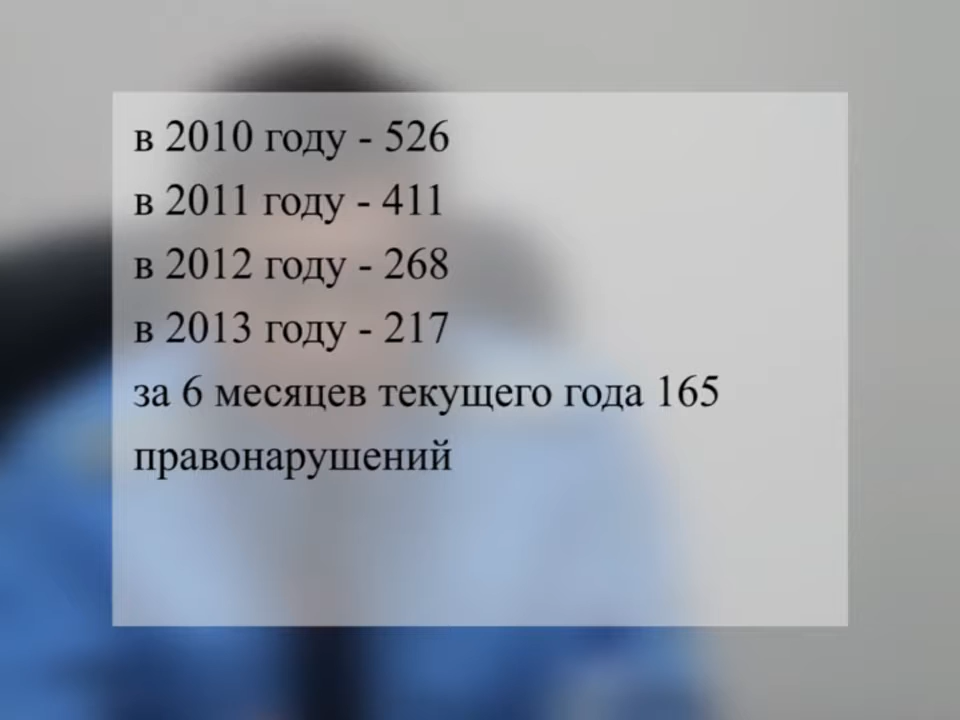 в 2010 году - 526
в 2011 году - 411
в 2012 году - 268
в 2013 году - 217
за 6 месяцев текущего года 165
правонарушений